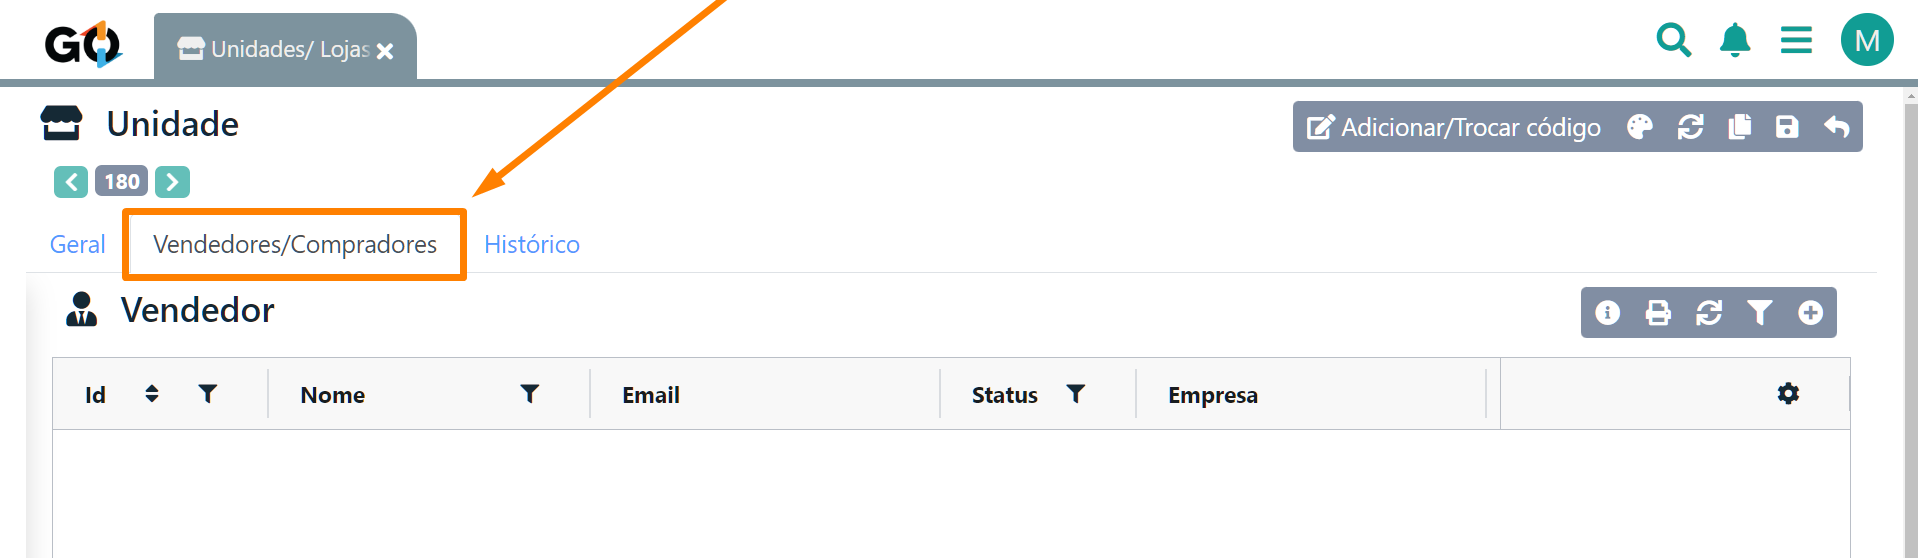 GO
Unidades/ Lojas
M
Unidade
Adicionar/Trocar código
180
Geral
Vendedores/Compradores
Histórico
Vendedor
Id
Nome
Email
Status
Empresa